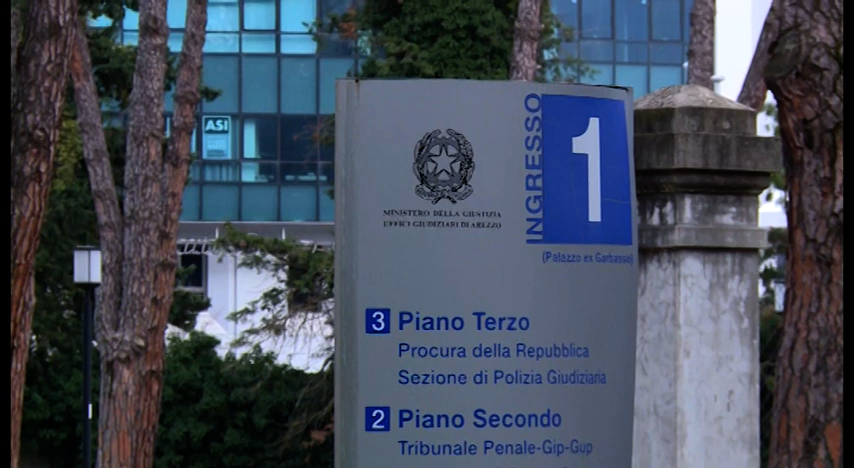 ASI
MINISTERO DELLA GIUSTIZIA
UFFICI GIUDIZIARI DI AREZZO
INGRESSO
1
(Palazzo ex Garbasso)
3 Piano Terzo
Procura della Repubblica
Sezione di Polizia Giudiziaria
2 Piano Secondo
Tribunale Penale-Gip-Gup